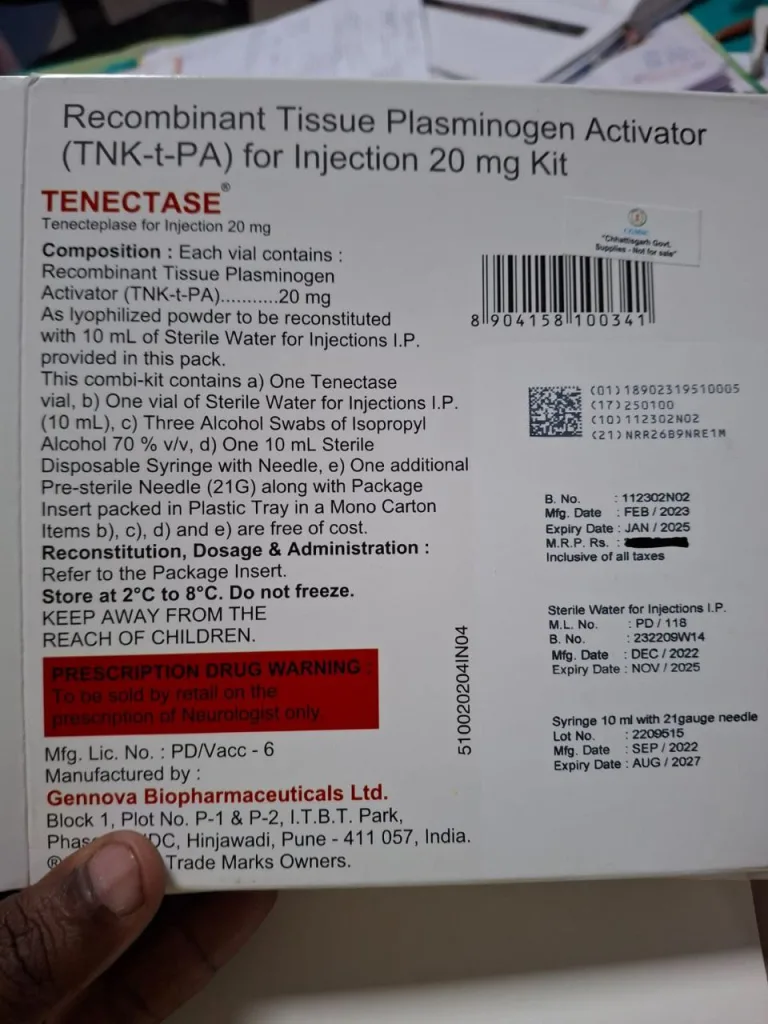 Recombinant Tissue Plasminogen Activator
(TNK-t-PA) for Injection 20 mg Kit
TENECTASE®
Tenecteplase for Injection 20 mg
Composition : Each vial contains :
Recombinant Tissue Plasminogen
Activator (TNK-t-PA)...........20 mg
As lyophilized powder to be reconstituted
with 10 mL of Sterile Water for Injections I.P.
provided in this pack.
This combi-kit contains a) One Tenectase
vial, b) One vial of Sterile Water for Injections I.P.
(10 mL), c) Three Alcohol Swabs of Isopropyl
Alcohol 70 % v/v, d) One 10 mL Sterile
Disposable Syringe with Needle, e) One additional
Pre-sterile Needle (21G) along with Package
Insert packed in Plastic Tray in a Mono Carton
Items b), c), d) and e) are free of cost.
Reconstitution, Dosage & Administration :
Refer to the Package Insert.
Store at 2°C to 8°C. Do not freeze.
KEEP AWAY FROM THE
REACH OF CHILDREN.
PRESCRIPTION DRUG WARNING :
To be sold by retail on the
prescription of Neurologist only.
Mfg. Lic. No. : PD/Vacc - 6
Manufactured by :
Gennova Biopharmaceuticals Ltd.
Block 1, Plot No. P-1 & P-2, I.T.B.T. Park,
Hinjawadi, Pune - 411 057, India.
® Trade Marks Owners.
"Chhattisgarh Govt.
Supplies - Not for sale"
8 904158 100341
(01)18902319510005
(17)250100
(10)112302N02
(21)NRR26B9NRE1M
B. No. : 112302N02
Mfg. Date : FEB / 2023
Expiry Date : JAN / 2025
M.R.P. Rs. :
Inclusive of all taxes
Sterile Water for Injections I.P.
M.L. No. : PD / 118
B. No. : 232209W14
Mfg. Date : DEC / 2022
Expiry Date : NOV / 2025
Syringe 10 ml with 21gauge needle
Lot No. : 2209515
Mfg. Date : SEP / 2022
Expiry Date : AUG / 2027
510020204IN04